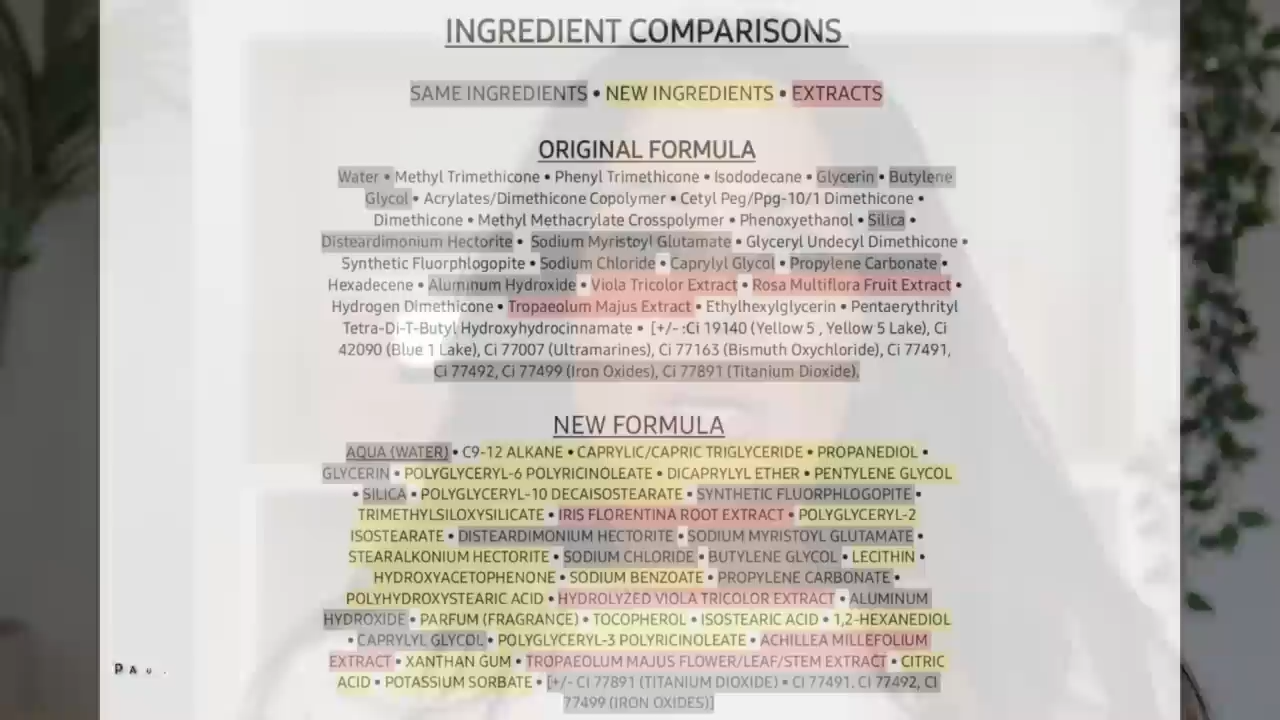 INGREDIENT COMPARISONS
SAME INGREDIENTS • NEW INGREDIENTS • EXTRACTS
ORIGINAL FORMULA
Water • Methyl Trimethicone • Phenyl Trimethicone • Isododecane • Glycerin • Butylene
Glycol • Acrylates/Dimethicone Copolymer • Cetyl Peg/Ppg-10/1 Dimethicone •
Dimethicone • Methyl Methacrylate Crosspolymer • Phenoxyethanol • Silica •
Disteardimonium Hectorite • Sodium Myristoyl Glutamate • Glyceryl Undecyl Dimethicone •
Synthetic Fluorphlogopite • Sodium Chloride • Caprylyl Glycol • Propylene Carbonate •
Hexadecene • Aluminum Hydroxide • Viola Tricolor Extract • Rosa Multiflora Fruit Extract •
Hydrogen Dimethicone • Tropaeolum Majus Extract • Ethylhexylglycerin • Pentaerythrityl
Tetra-Di-T-Butyl Hydroxyhydrocinnamate • [+/- :Ci 19140 (Yellow 5 , Yellow 5 Lake), Ci
42090 (Blue 1 Lake), Ci 77007 (Ultramarines), Ci 77163 (Bismuth Oxychloride), Ci 77491,
Ci 77492, Ci 77499 (Iron Oxides), Ci 77891 (Titanium Dioxide),
NEW FORMULA
AQUA (WATER) • C9-12 ALKANE • CAPRYLIC/CAPRIC TRIGLYCERIDE • PROPANEDIOL •
GLYCERIN • POLYGLYCERYL-6 POLYRICINOLEATE • DICAPRYLYL ETHER • PENTYLENE GLYCOL
• SILICA • POLYGLYCERYL-10 DECAISOSTEARATE • SYNTHETIC FLUORPHLOGOPITE •
TRIMETHYLSILOXYSILICATE • IRIS FLORENTINA ROOT EXTRACT • POLYGLYCERYL-2
ISOSTEARATE • DISTEARDIMONIUM HECTORITE • SODIUM MYRISTOYL GLUTAMATE •
STEARALKONIUM HECTORITE • SODIUM CHLORIDE • BUTYLENE GLYCOL • LECITHIN •
HYDROXYACETOPHENONE • SODIUM BENZOATE • PROPYLENE CARBONATE •
POLYHYDROXYSTEARIC ACID • HYDROLYZED VIOLA TRICOLOR EXTRACT • ALUMINUM
HYDROXIDE • PARFUM (FRAGRANCE) • TOCOPHEROL • ISOSTEARIC ACID • 1,2-HEXANEDIOL
• CAPRYLYL GLYCOL • POLYGLYCERYL-3 POLYRICINOLEATE • ACHILLEA MILLEFOLIUM
EXTRACT • XANTHAN GUM • TROPAEOLUM MAJUS FLOWER/LEAF/STEM EXTRACT • CITRIC
ACID • POTASSIUM SORBATE • [+/- CI 77891 (TITANIUM DIOXIDE) • CI 77491. CI 77492, CI
77499 (IRON OXIDES)]